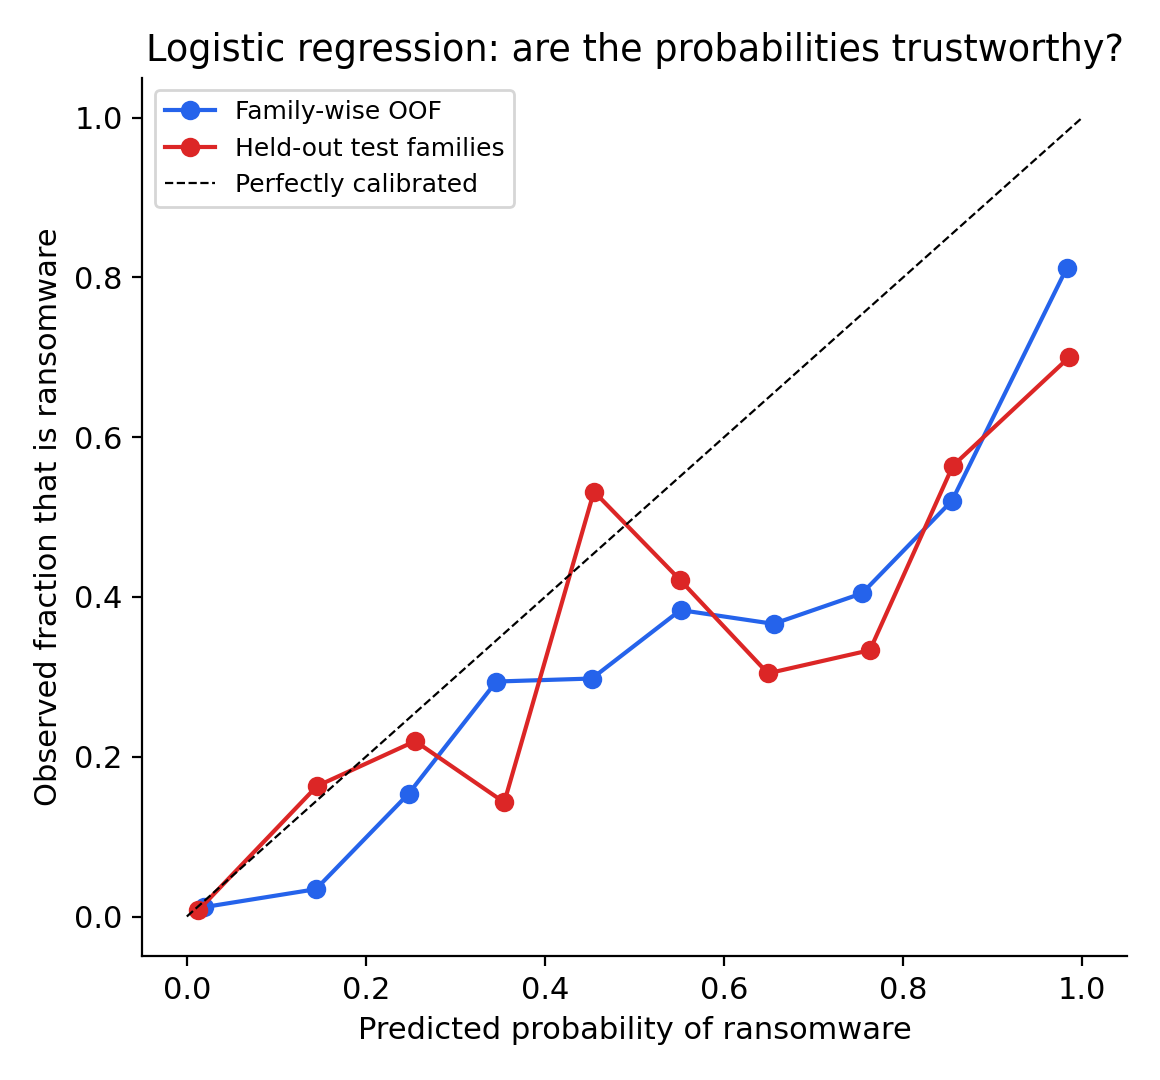 Logistic regression: are the probabilities trustworthy?
Family-wise OOF
Held-out test families
Perfectly calibrated
Observed fraction that is ransomware
1.0
0.8
0.6
0.4
0.2
0.0
0.0 0.2 0.4 0.6 0.8 1.0
Predicted probability of ransomware